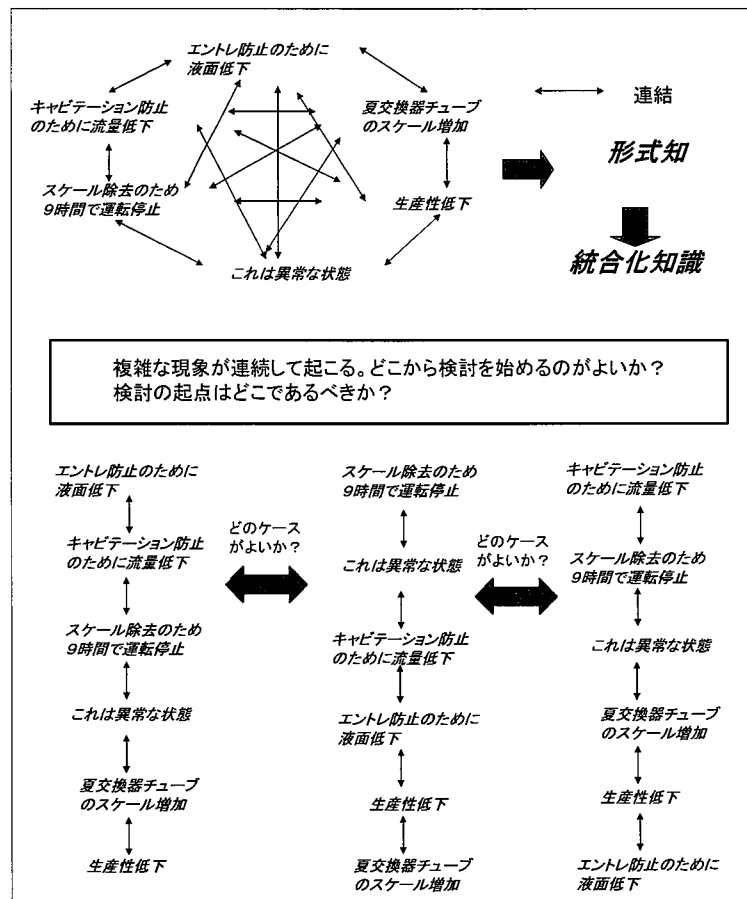 エントレ防止のために
液面低下
キャビテーション防止
のために流量低下
夏交換器チューブ
のスケール増加
連結
形式知
スケール除去のため
9時間で運転停止
生産性低下
これは異常な状態
統合化知識
複雑な現象が連続して起こる。どこから検討を始めるのがよいか?
検討の起点はどこであるべきか?
エントレ防止のために
液面低下
キャビテーション防止
のために流量低下
スケール除去のため
9時間で運転停止
これは異常な状態
夏交換器チューブ
のスケール増加
生産性低下
どのケース
がよいか?
スケール除去のため
9時間で運転停止
これは異常な状態
キャビテーション防止
のために流量低下
エントレ防止のために
液面低下
生産性低下
夏交換器チューブ
のスケール増加
どのケース
がよいか?
キャビテーション防止
のために流量低下
スケール除去のため
9時間で運転停止
これは異常な状態
夏交換器チューブ
のスケール増加
生産性低下
エントレ防止のために
液面低下